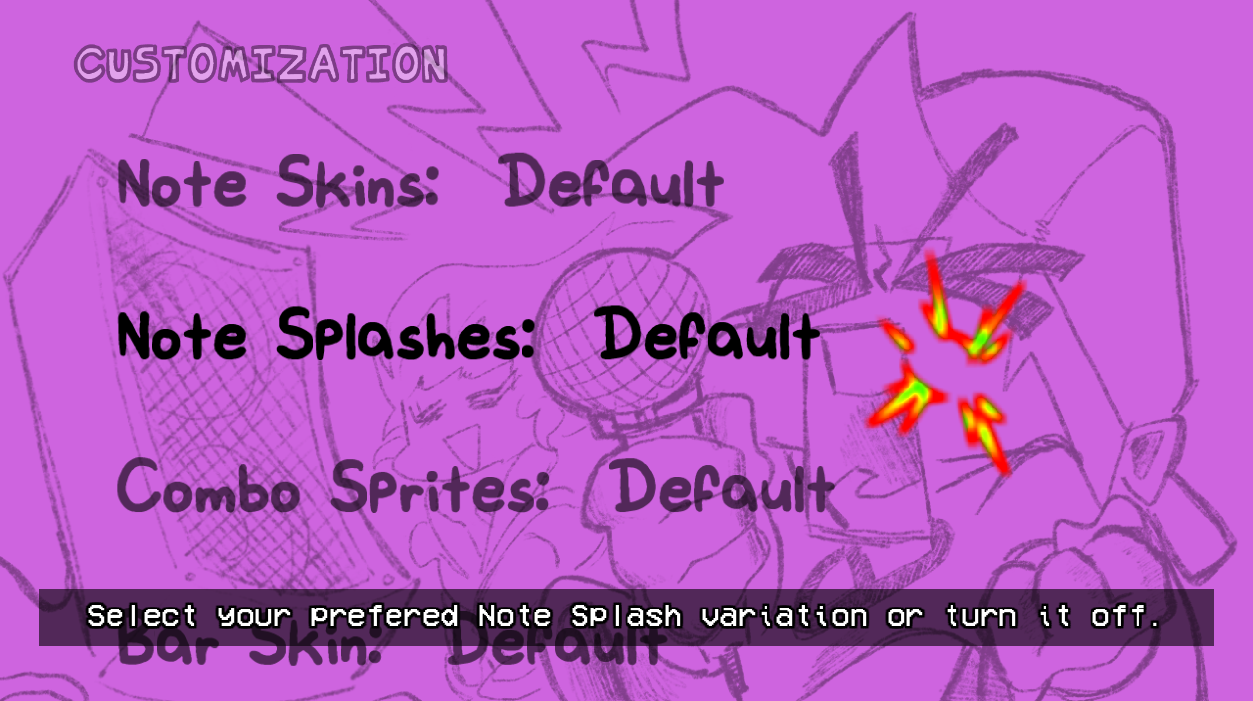 CUSTOMIZATION
Note Skins: Default
Note Splashes: Default
Combo Sprites: Default
Select your prefered Note Splash variation or turn it off.
Bar Skin: Default